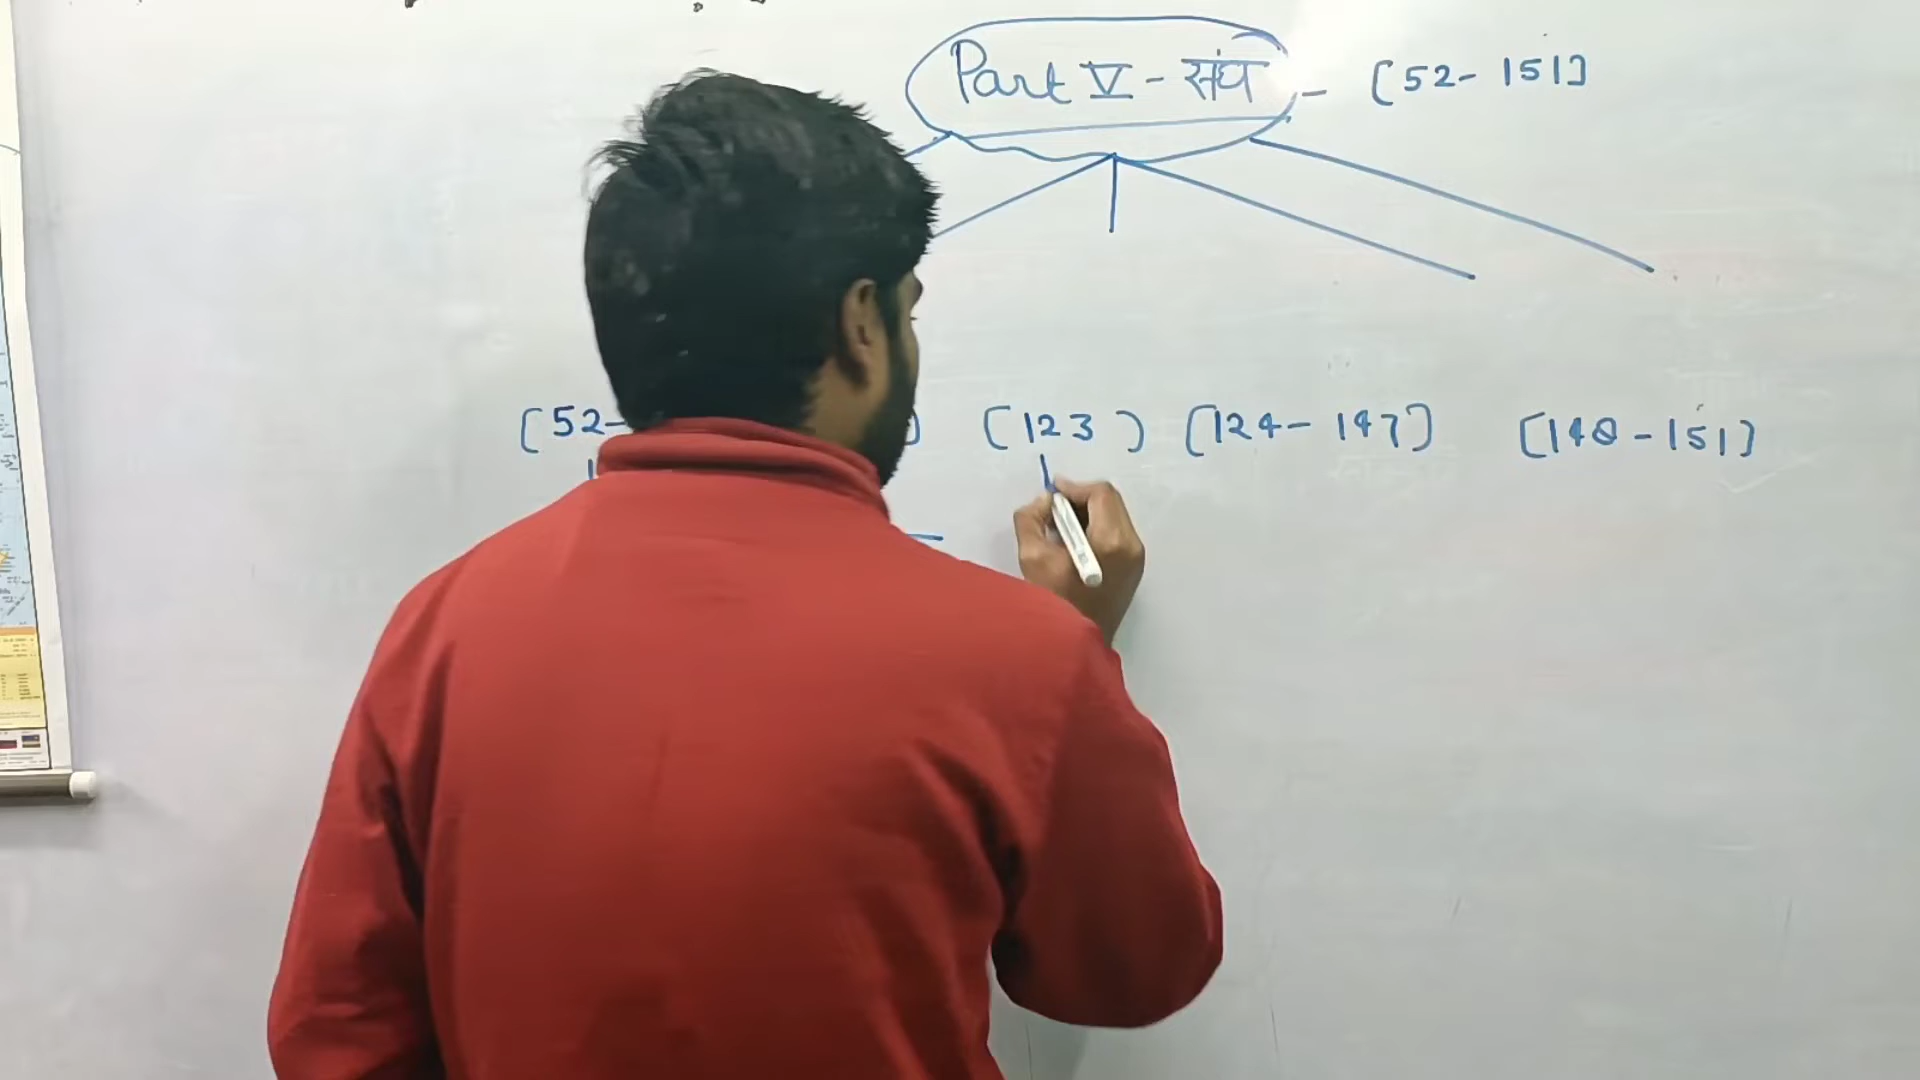 Part V - संघ - [52- 151]
[52- ] [123 ) [124- 147] [148-151]